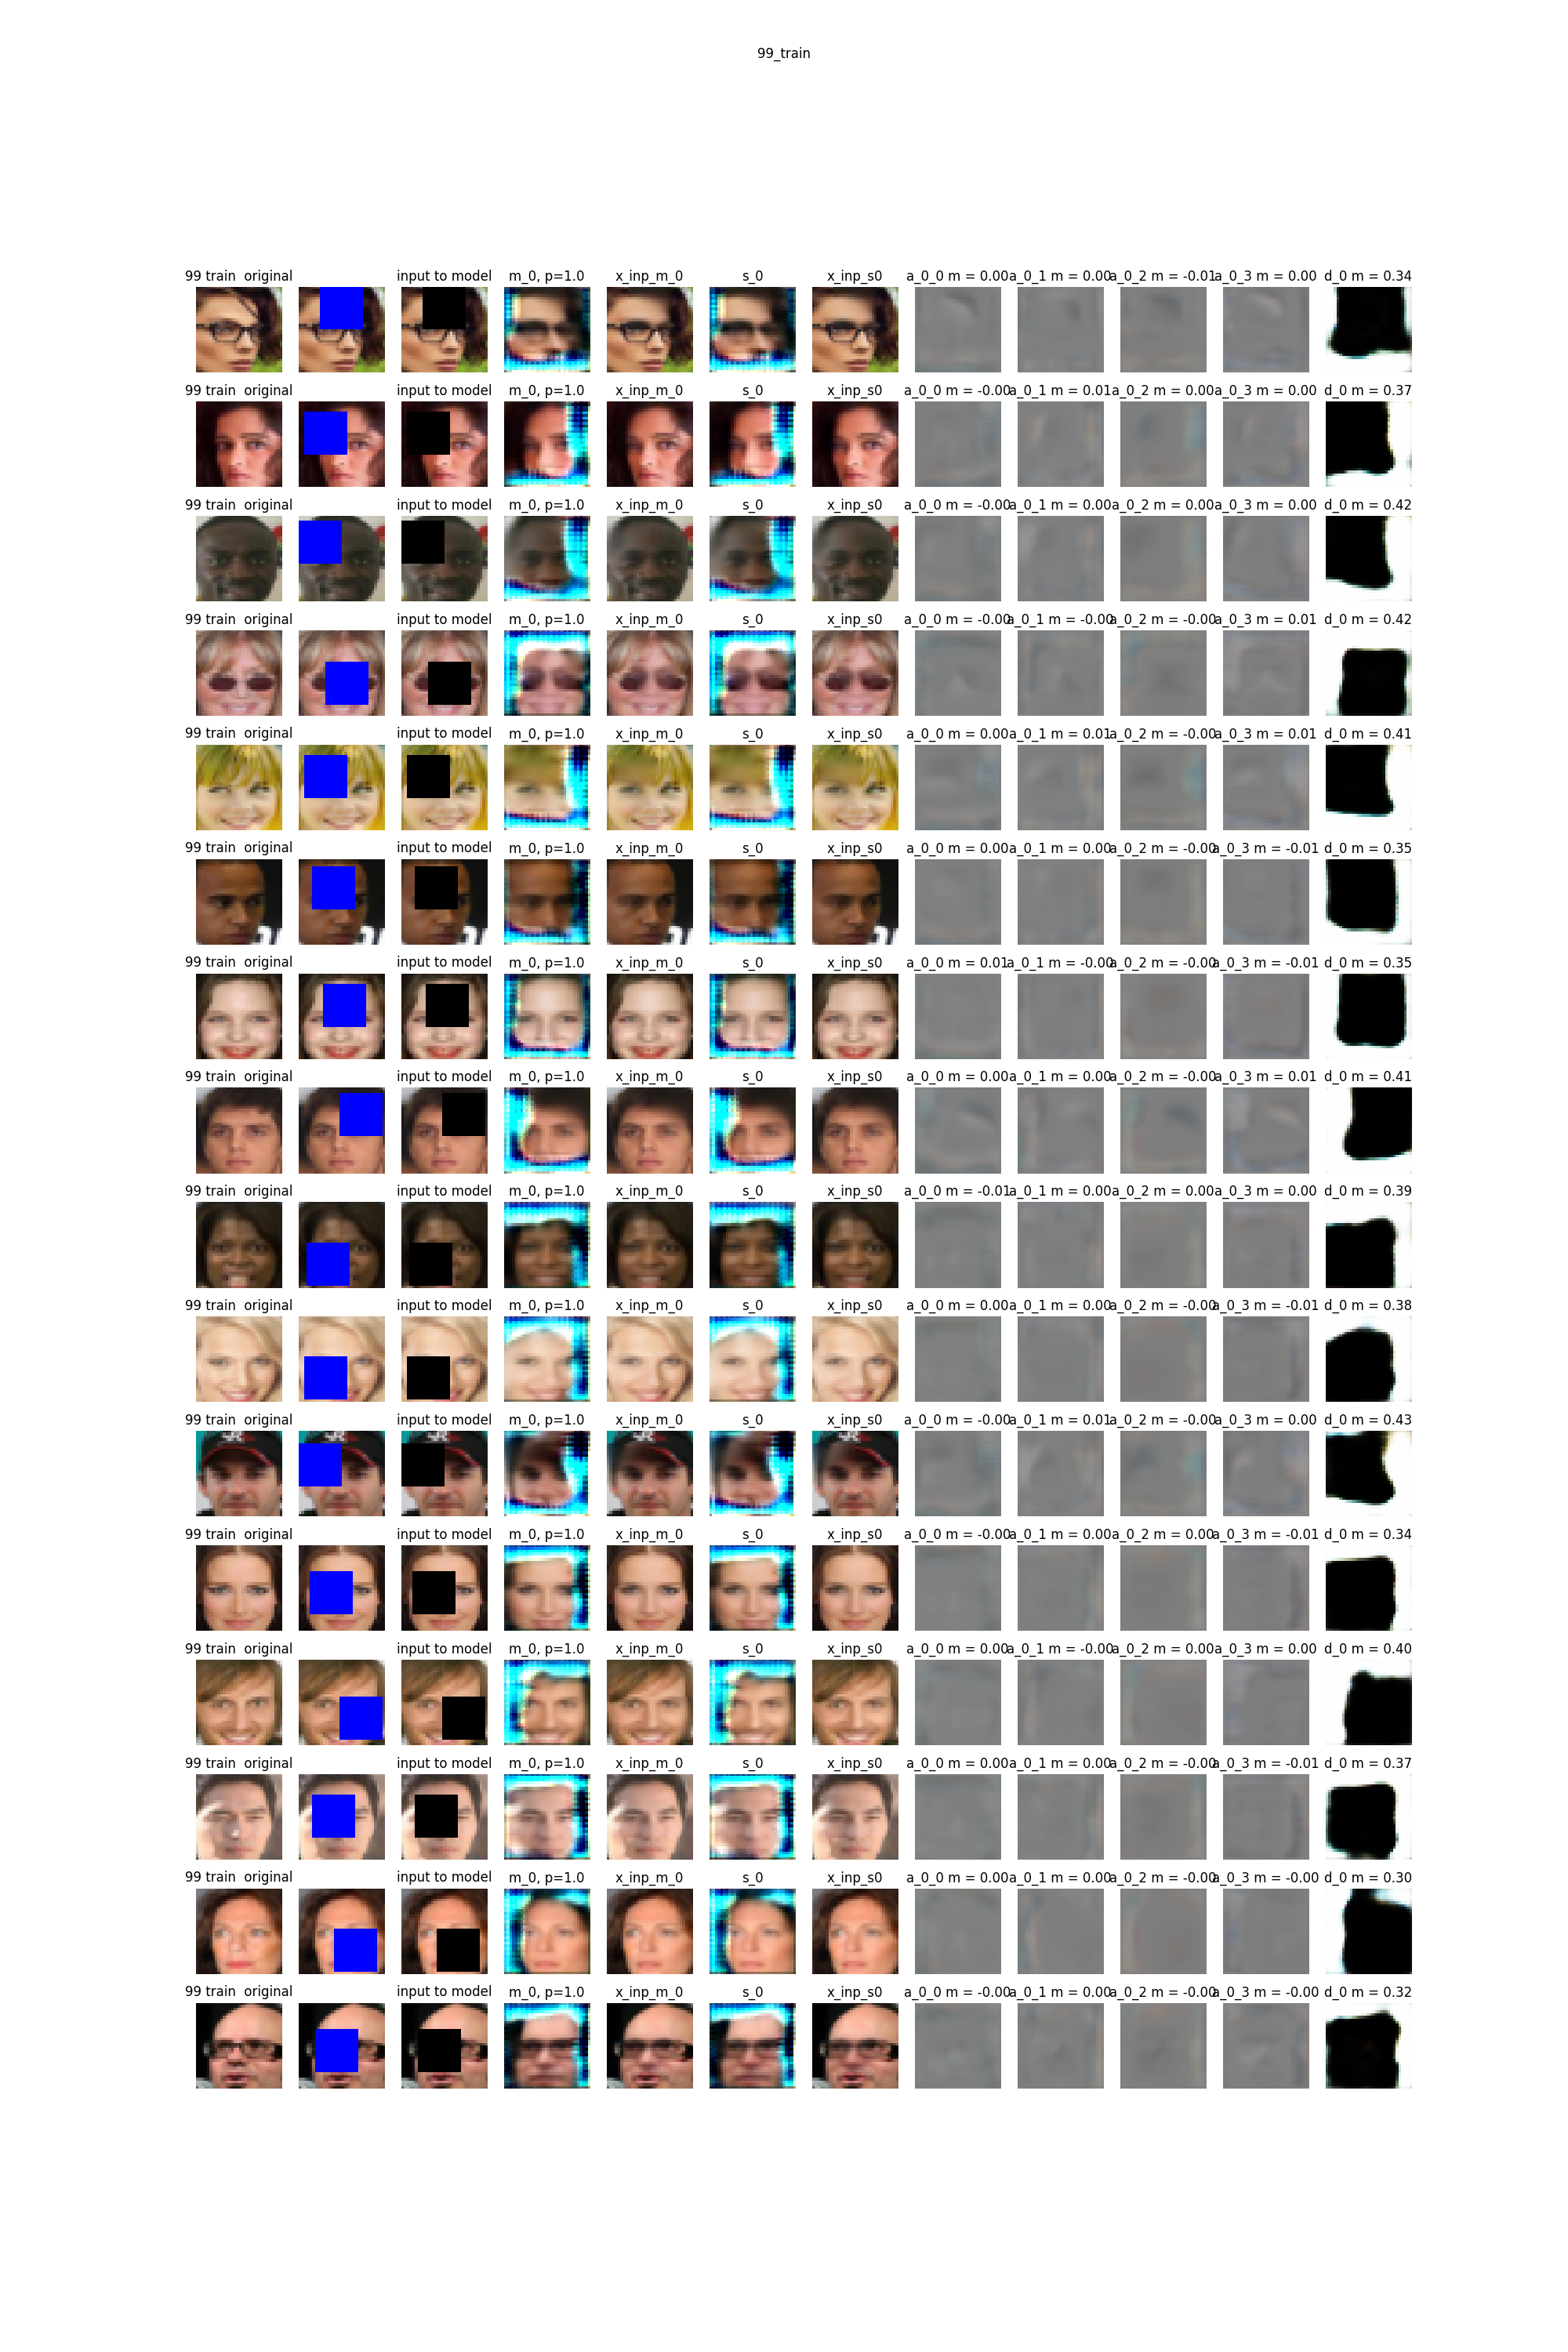 99_train
99 train original input to model m_0, p=1.0 x_inp_m_0 s_0 x_inp_s0 a_0_0 m = 0.00 a_0_1 m = 0.00 a_0_2 m = -0.01 a_0_3 m = 0.00 d_0 m = 0.34
99 train original input to model m_0, p=1.0 x_inp_m_0 s_0 x_inp_s0 a_0_0 m = -0.00 a_0_1 m = 0.01 a_0_2 m = 0.00 a_0_3 m = 0.00 d_0 m = 0.37
99 train original input to model m_0, p=1.0 x_inp_m_0 s_0 x_inp_s0 a_0_0 m = -0.00 a_0_1 m = 0.00 a_0_2 m = 0.00 a_0_3 m = 0.00 d_0 m = 0.42
99 train original input to model m_0, p=1.0 x_inp_m_0 s_0 x_inp_s0 a_0_0 m = -0.00 a_0_1 m = -0.00 a_0_2 m = -0.00 a_0_3 m = 0.01 d_0 m = 0.42
99 train original input to model m_0, p=1.0 x_inp_m_0 s_0 x_inp_s0 a_0_0 m = 0.00 a_0_1 m = 0.01 a_0_2 m = -0.00 a_0_3 m = 0.01 d_0 m = 0.41
99 train original input to model m_0, p=1.0 x_inp_m_0 s_0 x_inp_s0 a_0_0 m = 0.00 a_0_1 m = 0.00 a_0_2 m = -0.00 a_0_3 m = -0.01 d_0 m = 0.35
99 train original input to model m_0, p=1.0 x_inp_m_0 s_0 x_inp_s0 a_0_0 m = 0.01 a_0_1 m = -0.00 a_0_2 m = -0.00 a_0_3 m = -0.01 d_0 m = 0.35
99 train original input to model m_0, p=1.0 x_inp_m_0 s_0 x_inp_s0 a_0_0 m = 0.00 a_0_1 m = 0.00 a_0_2 m = -0.00 a_0_3 m = 0.01 d_0 m = 0.41
99 train original input to model m_0, p=1.0 x_inp_m_0 s_0 x_inp_s0 a_0_0 m = -0.01 a_0_1 m = 0.00 a_0_2 m = 0.00 a_0_3 m = 0.00 d_0 m = 0.39
99 train original input to model m_0, p=1.0 x_inp_m_0 s_0 x_inp_s0 a_0_0 m = 0.00 a_0_1 m = 0.00 a_0_2 m = -0.00 a_0_3 m = -0.01 d_0 m = 0.38
99 train original input to model m_0, p=1.0 x_inp_m_0 s_0 x_inp_s0 a_0_0 m = -0.00 a_0_1 m = 0.01 a_0_2 m = -0.00 a_0_3 m = 0.00 d_0 m = 0.43
99 train original input to model m_0, p=1.0 x_inp_m_0 s_0 x_inp_s0 a_0_0 m = -0.00 a_0_1 m = 0.00 a_0_2 m = 0.00 a_0_3 m = -0.01 d_0 m = 0.34
99 train original input to model m_0, p=1.0 x_inp_m_0 s_0 x_inp_s0 a_0_0 m = 0.00 a_0_1 m = -0.00 a_0_2 m = 0.00 a_0_3 m = 0.00 d_0 m = 0.40
99 train original input to model m_0, p=1.0 x_inp_m_0 s_0 x_inp_s0 a_0_0 m = 0.00 a_0_1 m = 0.00 a_0_2 m = -0.00 a_0_3 m = -0.01 d_0 m = 0.37
99 train original input to model m_0, p=1.0 x_inp_m_0 s_0 x_inp_s0 a_0_0 m = 0.00 a_0_1 m = 0.00 a_0_2 m = -0.00 a_0_3 m = -0.00 d_0 m = 0.30
99 train original input to model m_0, p=1.0 x_inp_m_0 s_0 x_inp_s0 a_0_0 m = -0.00 a_0_1 m = 0.00 a_0_2 m = -0.00 a_0_3 m = -0.00 d_0 m = 0.32